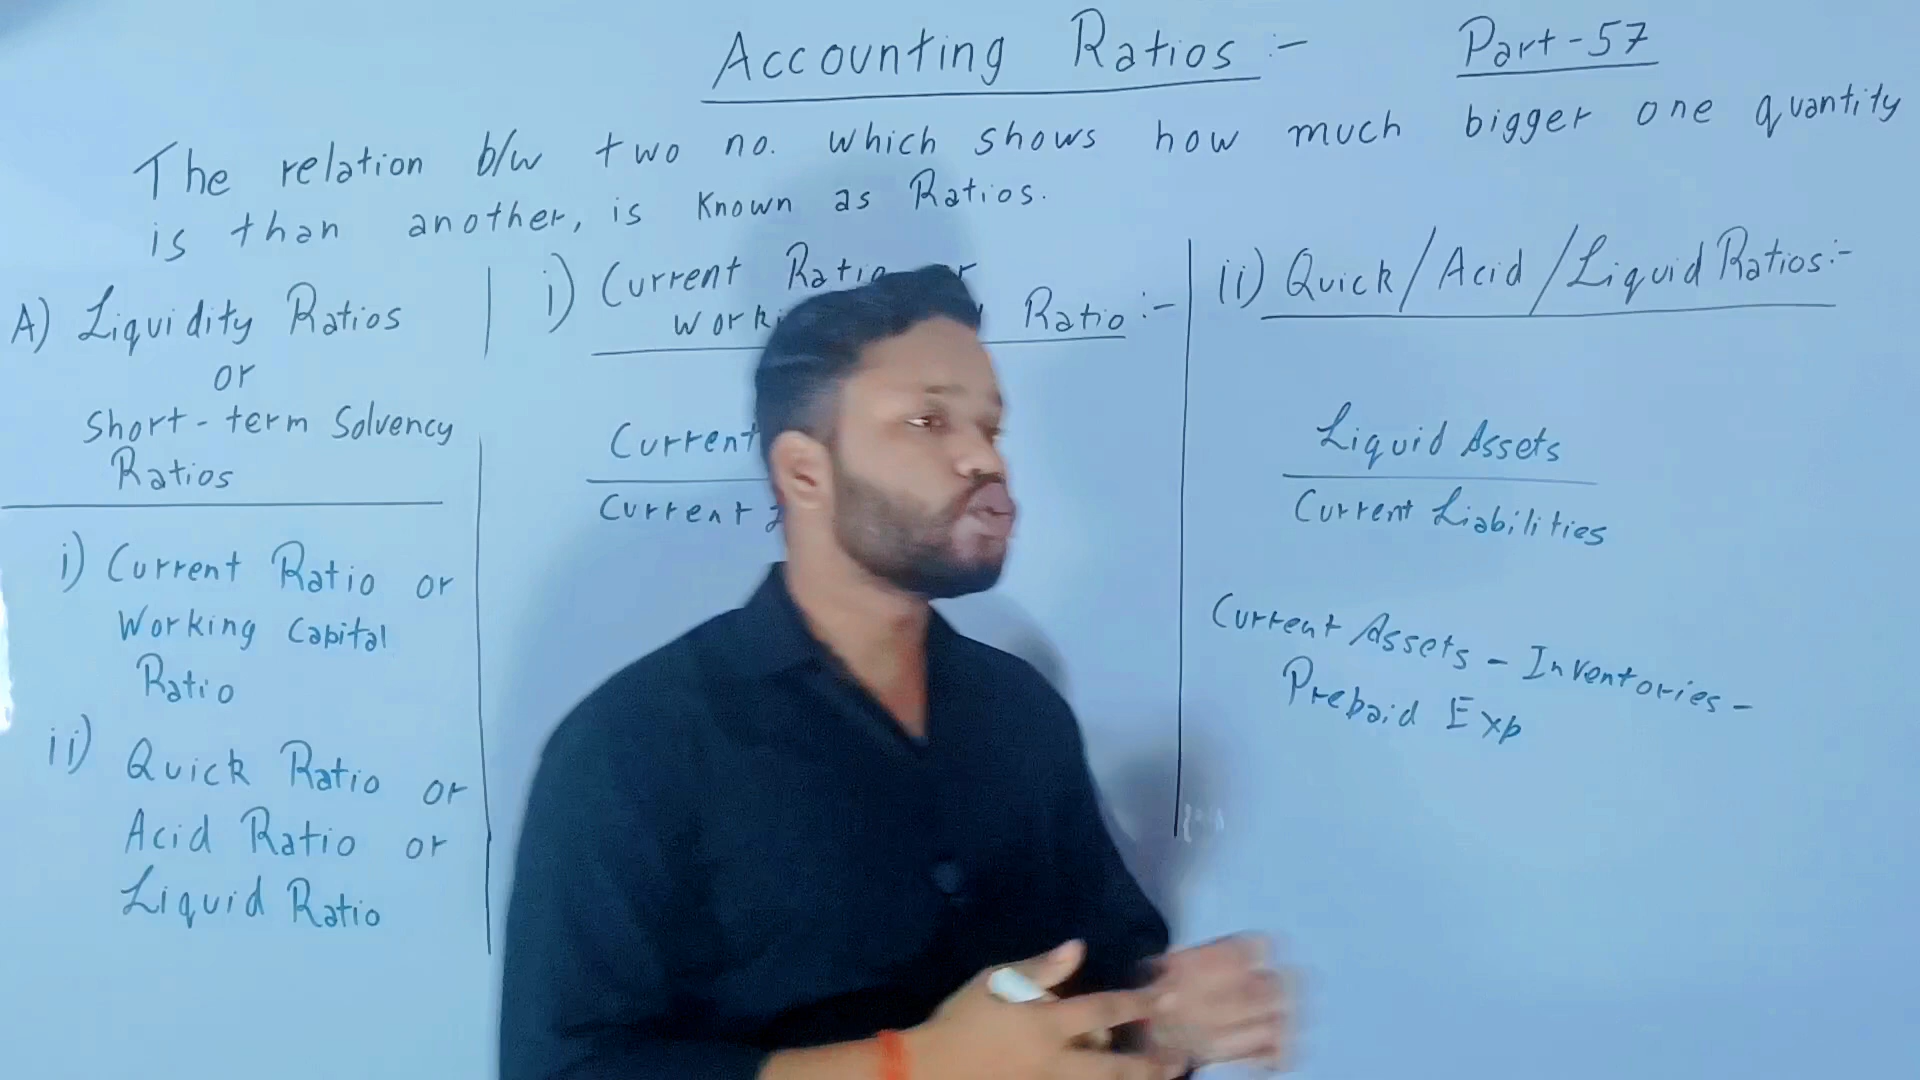 Accounting Ratios :-
Part-57
The relation b/w two no. which shows how much bigger one quantity
is than another, is known as Ratios.
A) Liquidity Ratios
or
Short-term Solvency
Ratios
i) Current Ratio or
Working Capital
Ratio
ii) Quick Ratio or
Acid Ratio or
Liquid Ratio
i) Current Ratio
Ratio :-
Current
Current
ii) Quick/Acid/Liquid Ratios:-
Liquid Assets
Current Liabilities
Current Assets - Inventories -
Prepaid Exp